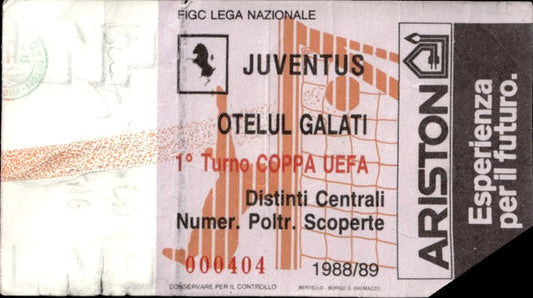 FIGC LEGA NAZIONALE
JUVENTUS
OTELUL GALATI
1° Turno COPPA UEFA
Distinti Centrali
Numer. Poltr. Scoperte
000404
1988/89
CONSERVARE PER IL CONTROLLO
BERTELLO - BORGO S. DALMAZZO
ARISTON
Esperienza
per il futuro.